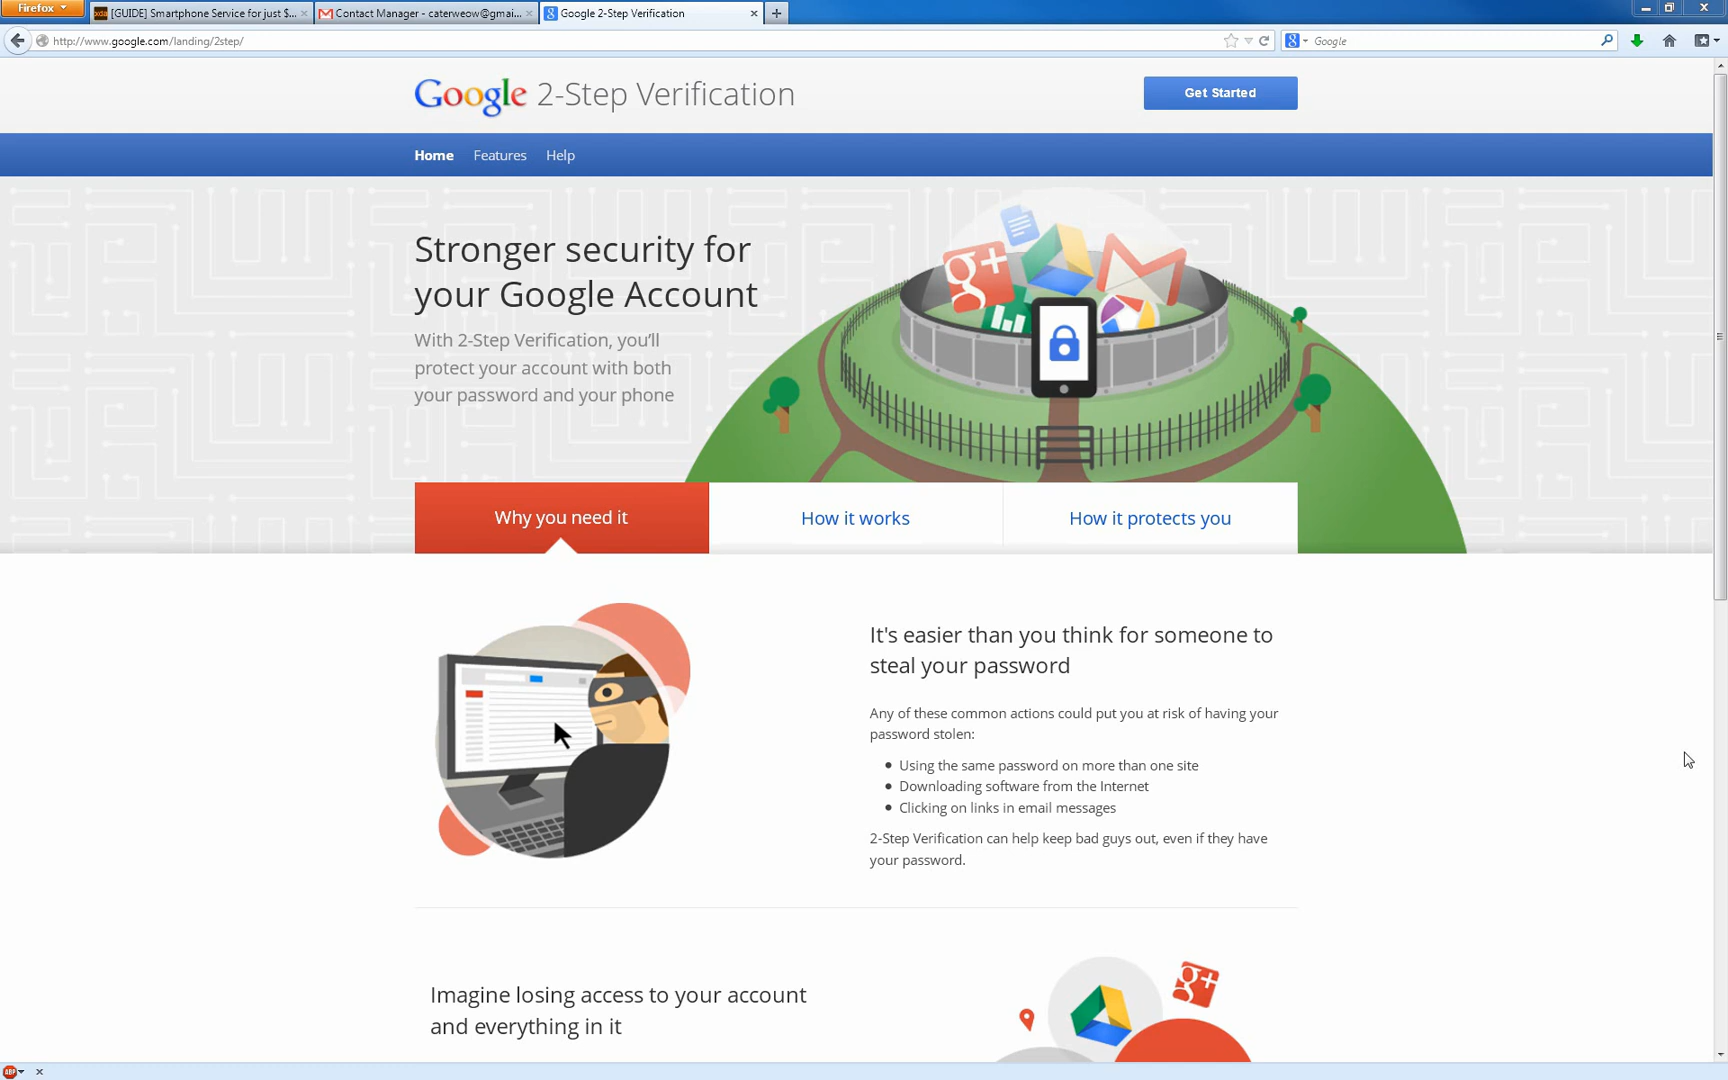 Firefox
[GUIDE] Smartphone Service for just $...
Contact Manager - caterweow@gmai...
Google 2-Step Verification
http://www.google.com/landing/2step/
Google
Google 2-Step Verification
Get Started
Home
Features
Help
Stronger security for
your Google Account
With 2-Step Verification, you'll
protect your account with both
your password and your phone
Why you need it
How it works
How it protects you
It's easier than you think for someone to
steal your password
Any of these common actions could put you at risk of having your
password stolen:
Using the same password on more than one site
Downloading software from the Internet
Clicking on links in email messages
2-Step Verification can help keep bad guys out, even if they have
your password.
Imagine losing access to your account
and everything in it
g+
g+
ABP